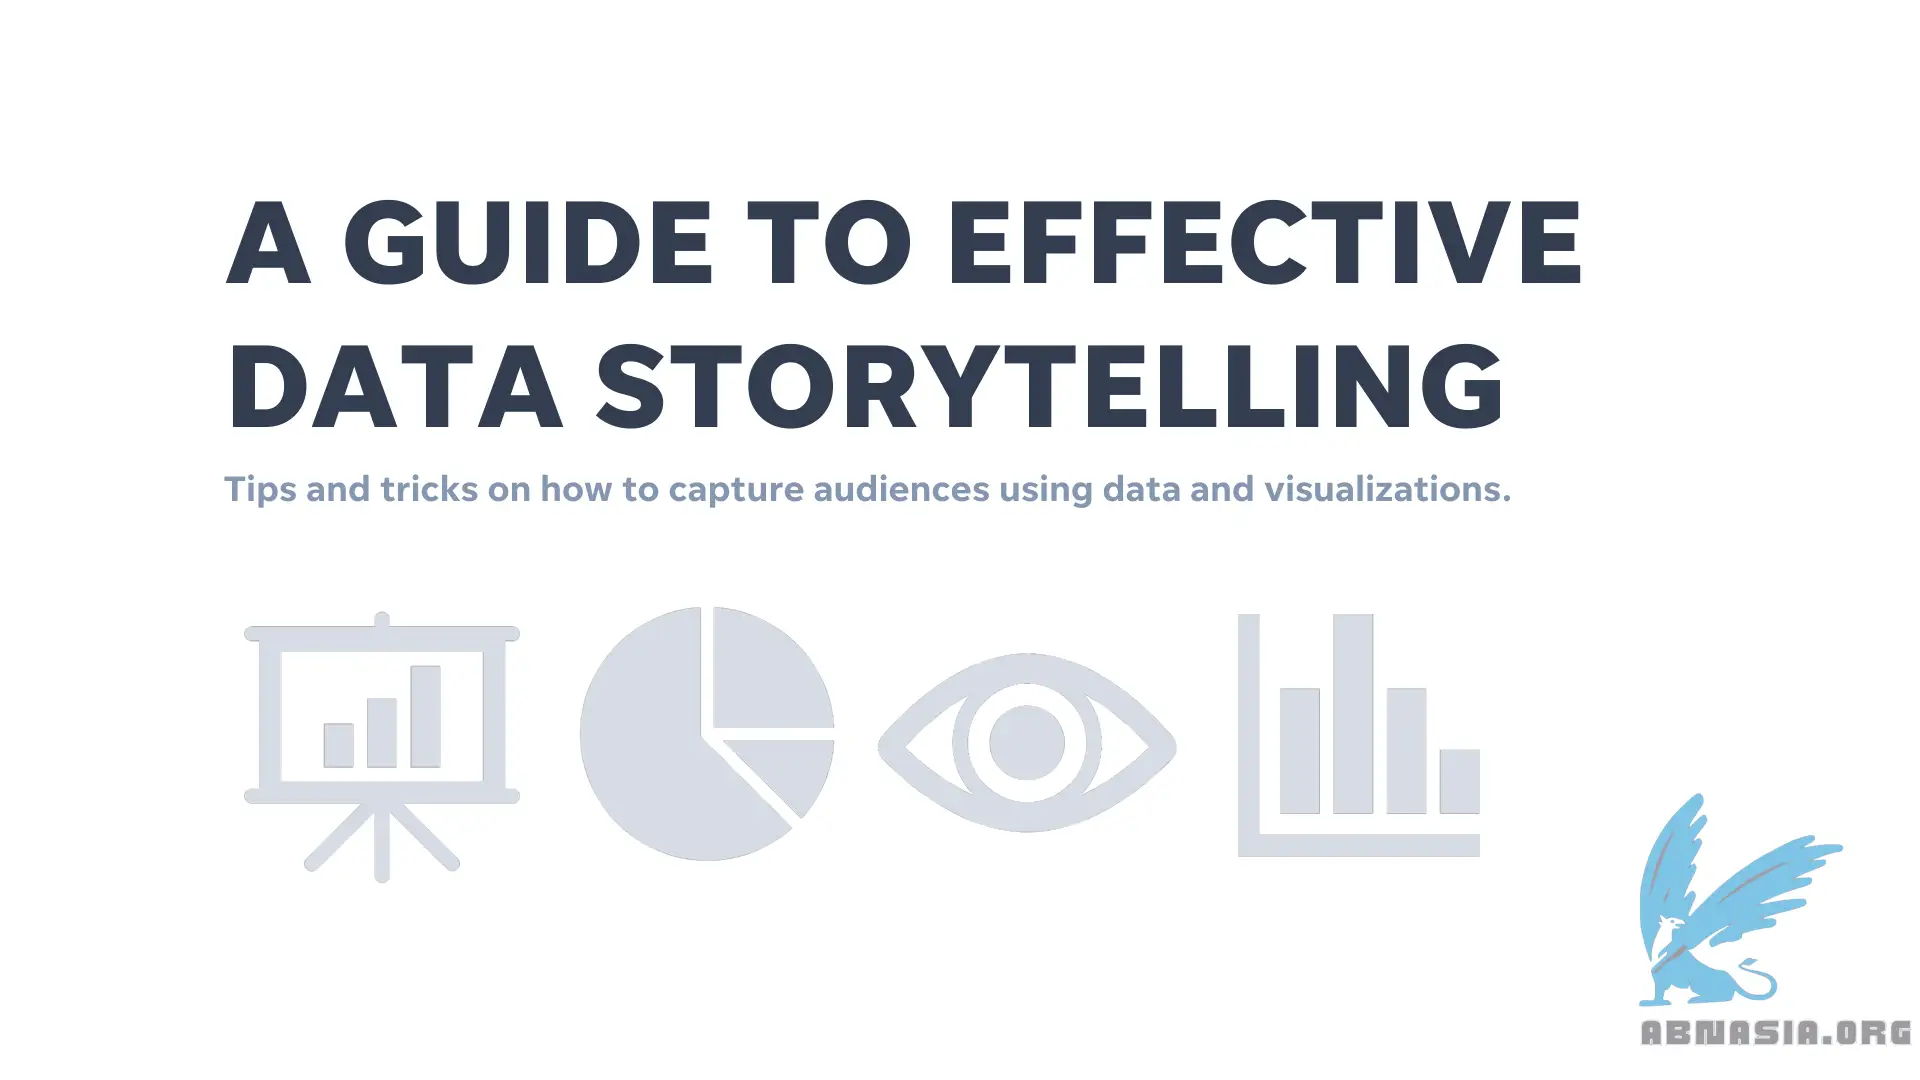 A GUIDE TO EFFECTIVE
DATA STORYTELLING
Tips and tricks on how to capture audiences using data and visualizations.
ABNASIA.ORG